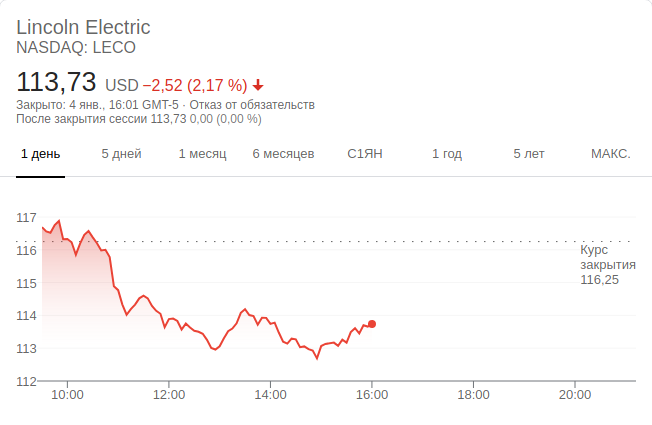 Lincoln Electric
NASDAQ: LECO
113,73 USD −2,52 (2,17 %)
Закрыто: 4 янв., 16:01 GMT-5 · Отказ от обязательств
После закрытия сессии 113,73 0,00 (0,00 %)
1 день 5 дней 1 месяц 6 месяцев С1ЯН 1 год 5 лет МАКС.
117
116
115
114
113
112
Курс
закрытия
116,25
10:00 12:00 14:00 16:00 18:00 20:00